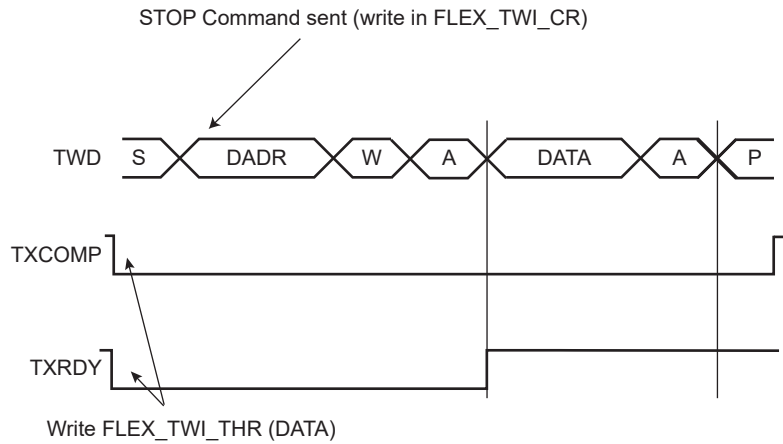 STOP Command sent (write in FLEX_TWI_CR)
TWD S DADR W A DATA A P
TXCOMP
TXRDY
Write FLEX_TWI_THR (DATA)